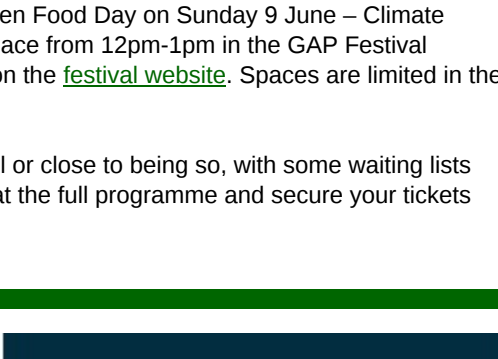 en Food Day on Sunday 9 June – Climate
ace from 12pm-1pm in the GAP Festival
on the festival website. Spaces are limited in the
l or close to being so, with some waiting lists
at the full programme and secure your tickets